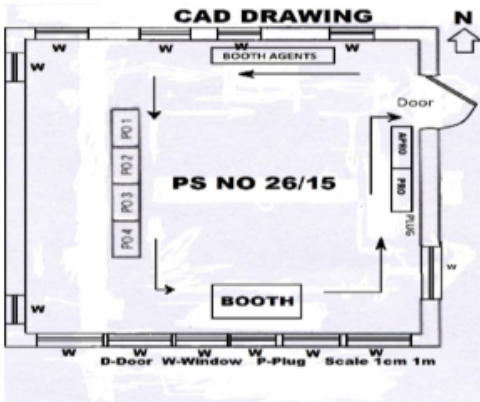 CAD DRAWING
N
W
W
W
W
W
BOOTH AGENTS
Door
PO 1
PO 2
PO 3
PO 4
APRO
PRO
PLUG
PS NO 26/15
W
W
BOOTH
W
W
W
W
W
W
D-Door W-Window P-Plug Scale 1cm 1m